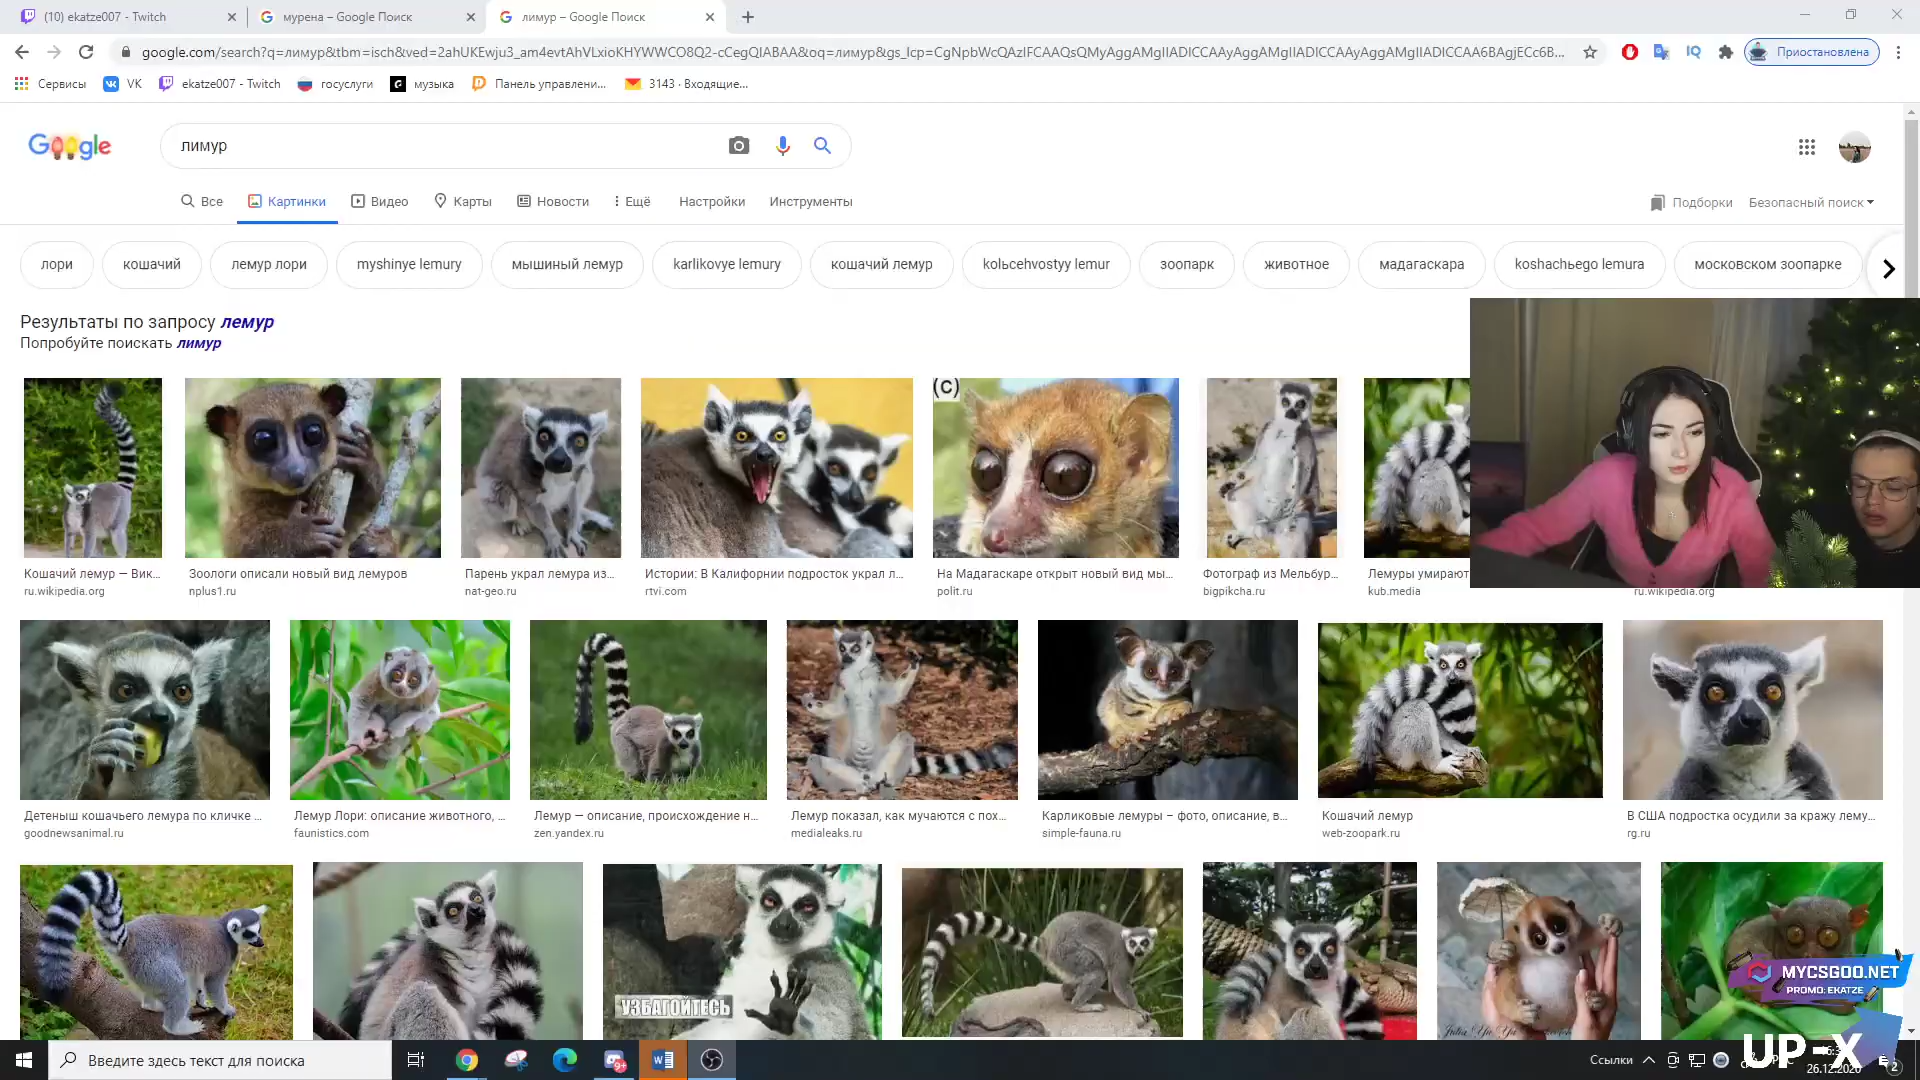 (10) ekatze007 - Twitch
мурена – Google Поиск
лимур – Google Поиск
google.com/search?q=лимур&tbm=isch&ved=2ahUKEwju3_am4evtAhVLxioKHYWWCO8Q2-cCegQIABAA&oq=лимур&gs_lcp=CgNpbWcQAzIFCAAQsQMyAggAMgIIADICCAAyAggAMgIIADICCAAyAggAMgIIADICCAA6BAgjECc6B...
Приостановлена
Сервисы
VK
ekatze007 - Twitch
госуслуги
музыка
Панель управлени...
3143 · Входящие...
Google
лимур
Все
Картинки
Видео
Карты
Новости
Ещё
Настройки
Инструменты
Подборки
Безопасный поиск
лори
кошачий
лемур лори
myshinye lemury
мышиный лемур
karlikovye lemury
кошачий лемур
kolьcehvostyy lemur
зоопарк
животное
мадагаскара
koshachьego lemura
московском зоопарке
Результаты по запросу лемур
Попробуйте поискать лимур
(C)
Кошачий лемур — Вик...
ru.wikipedia.org
Зоологи описали новый вид лемуров
nplus1.ru
Парень украл лемура из...
nat-geo.ru
Истории: В Калифорнии подросток украл л...
rtvi.com
На Мадагаскаре открыт новый вид мы...
polit.ru
Фотограф из Мельбур...
bigpikcha.ru
Лемуры умирают
kub.media
ru.wikipedia.org
Детеныш кошачьего лемура по кличке ...
goodnewsanimal.ru
Лемур Лори: описание животного, ...
faunistics.com
Лемур — описание, происхождение н...
zen.yandex.ru
Лемур показал, как мучаются с пох...
medialeaks.ru
Карликовые лемуры – фото, описание, в...
simple-fauna.ru
Кошачий лемур
web-zoopark.ru
В США подростка осудили за кражу лему...
rg.ru
УЗБАГОЙТЕСЬ
MYCSGOO.NET
PROMO: EKATZE
UP-X
Введите здесь текст для поиска
Ссылки
26.12.2020
2